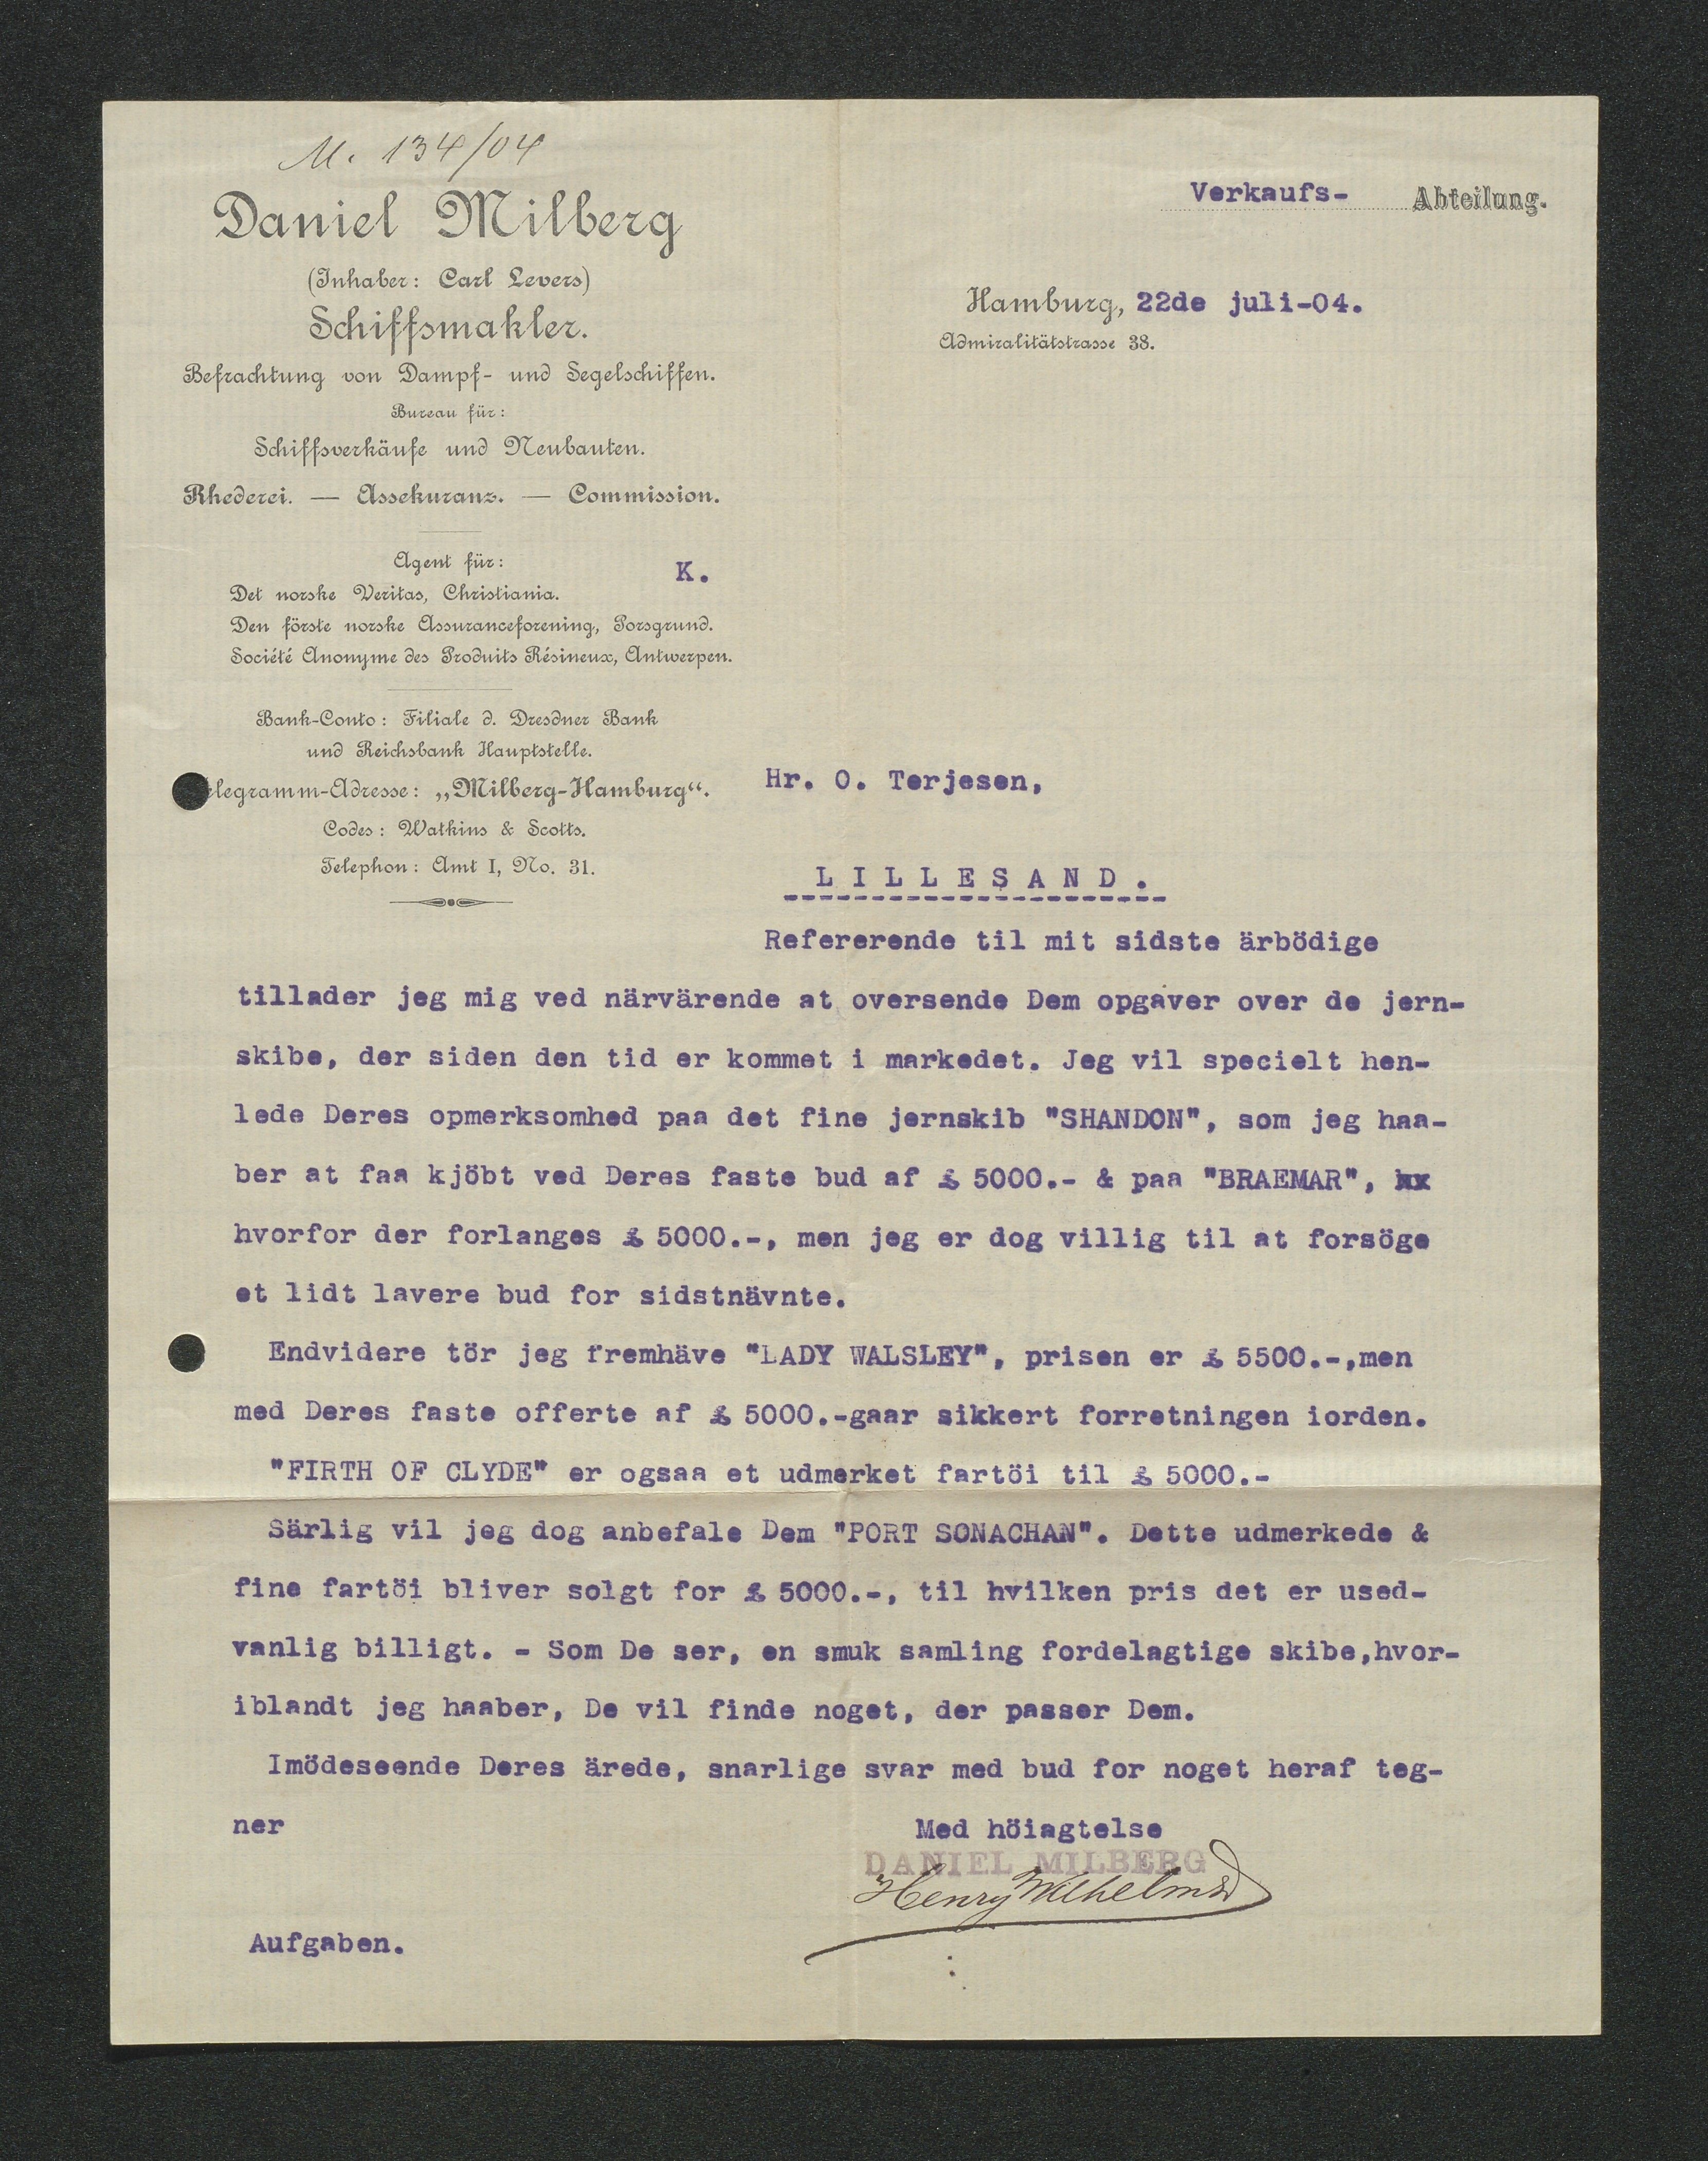 M. 134/04
Daniel Milberg
(Inhaber: Carl Levers)
Schiffsmakler.
Befrachtung von Dampf- und Segelschiffen.
Bureau für:
Schiffsverkäufe und Neubauten.
Rhederei. — Assekuranz. — Commission.
Agent für:
K.
Det norske Veritas, Christiania.
Den förste norske Assuranceforening, Porsgrund.
Société Anonyme des Produits Résineux, Antwerpen.
Bank-Conto: Filiale d. Dresdner Bank
und Reichsbank Hauptstelle.
elegramm-Adresse: „Milberg-Hamburg“.
Codes: Watkins & Scotts.
Telephon: Amt I, No. 31.
Verkaufs- Abteilung.
Hamburg, 22de juli-04.
Admiralitätstrasse 38.
Hr. O. Terjesen,
LILLESAND.
Refererende til mit sidste ärbödige
tillader jeg mig ved närvärende at oversende Dem opgaver over de jern-
skibe, der siden den tid er kommet i markedet. Jeg vil specielt hen-
lede Deres opmerksomhed paa det fine jernskib "SHANDON", som jeg haa-
ber at faa kjöbt ved Deres faste bud af £ 5000.- & paa "BRAEMAR",
hvorfor der forlanges £ 5000.-, men jeg er dog villig til at forsöge
et lidt lavere bud for sidstnävnte.
Endvidere tör jeg fremhäve "LADY WALSLEY", prisen er £ 5500.-,men
med Deres faste offerte af £ 5000.-gaar sikkert forretningen iorden.
"FIRTH OF CLYDE" er ogsaa et udmerket fartöi til £ 5000.-
Särlig vil jeg dog anbefale Dem "PORT SONACHAN". Dette udmerkede &
fine fartöi bliver solgt for £ 5000.-, til hvilken pris det er used-
vanlig billigt. - Som De ser, en smuk samling fordelagtige skibe,hvor-
iblandt jeg haaber, De vil finde noget, der passer Dem.
Imödeseende Deres ärede, snarlige svar med bud for noget heraf teg-
ner
Med höiagtelse
DANIEL MILBERG
Henry
Aufgaben.